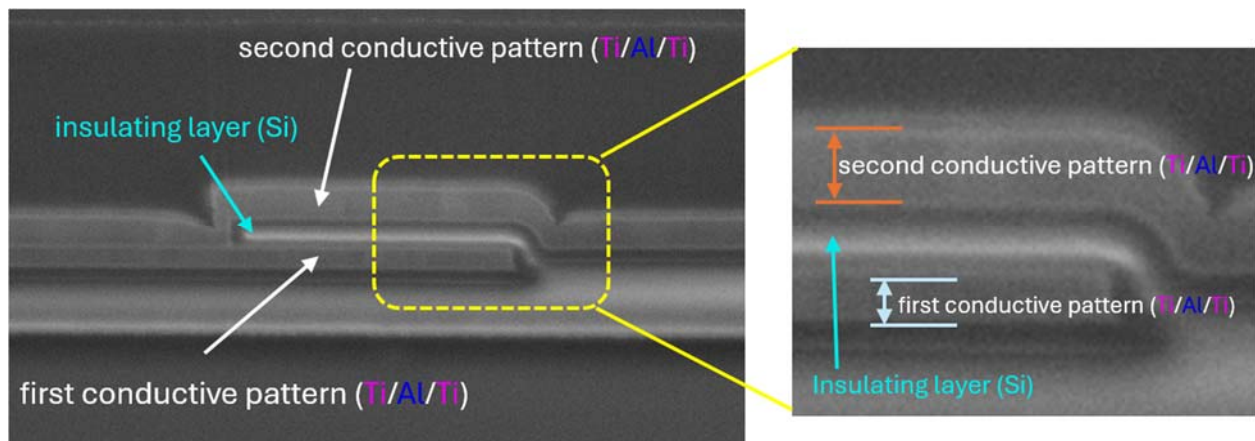 second conductive pattern (Ti/Al/Ti)
insulating layer (Si)
first conductive pattern (Ti/Al/Ti)
second conductive pattern (Ti/Al/Ti)
first conductive pattern (Ti/Al/Ti)
Insulating layer (Si)